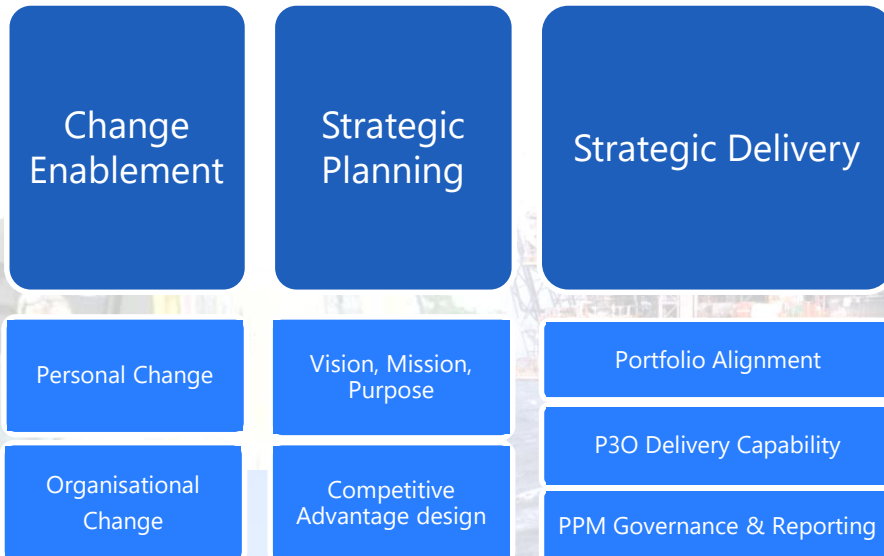 Change
Enablement
Strategic
Planning
Strategic Delivery
Personal Change
Organisational
Change
Vision, Mission,
Purpose
Competitive
Advantage design
Portfolio Alignment
P3O Delivery Capability
PPM Governance & Reporting